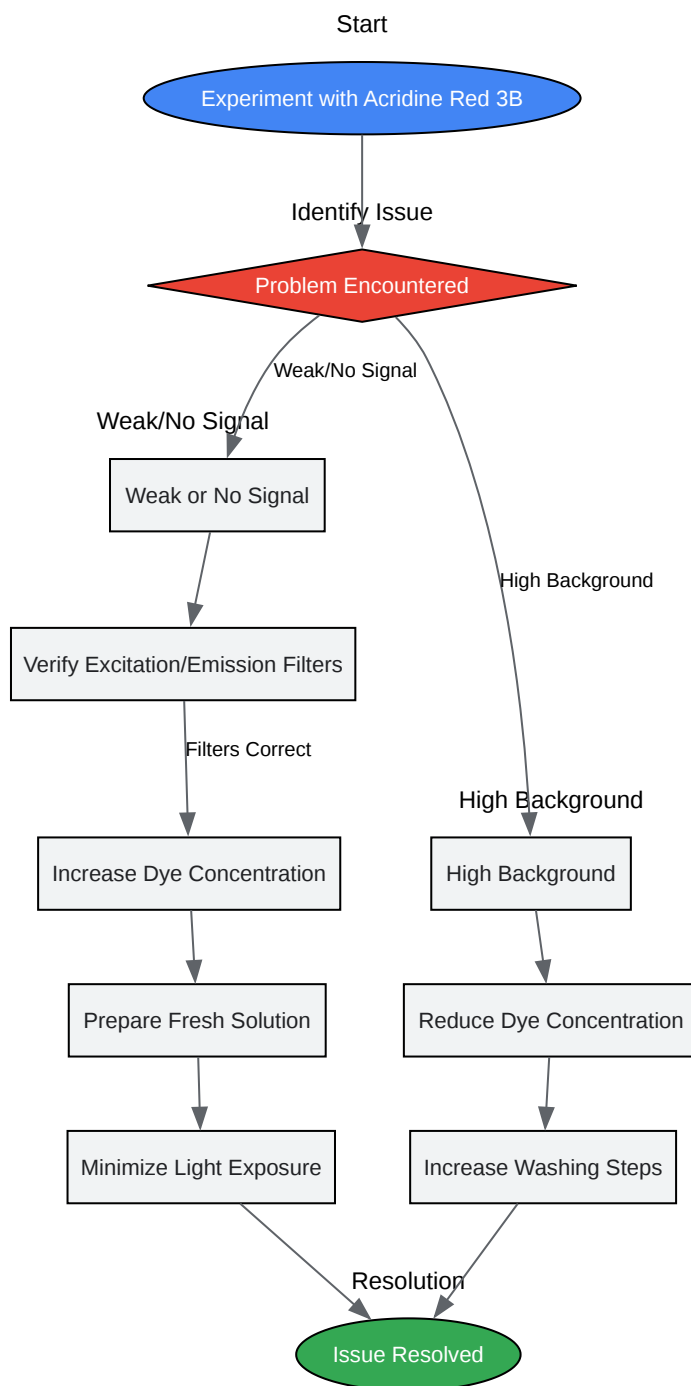 Start
Experiment with Acridine Red 3B
Identify Issue
Problem Encountered
Weak/No Signal
Weak/No Signal
Weak or No Signal
High Background
Verify Excitation/Emission Filters
Filters Correct
High Background
Increase Dye Concentration
High Background
Prepare Fresh Solution
Reduce Dye Concentration
Minimize Light Exposure
Increase Washing Steps
Resolution
Issue Resolved